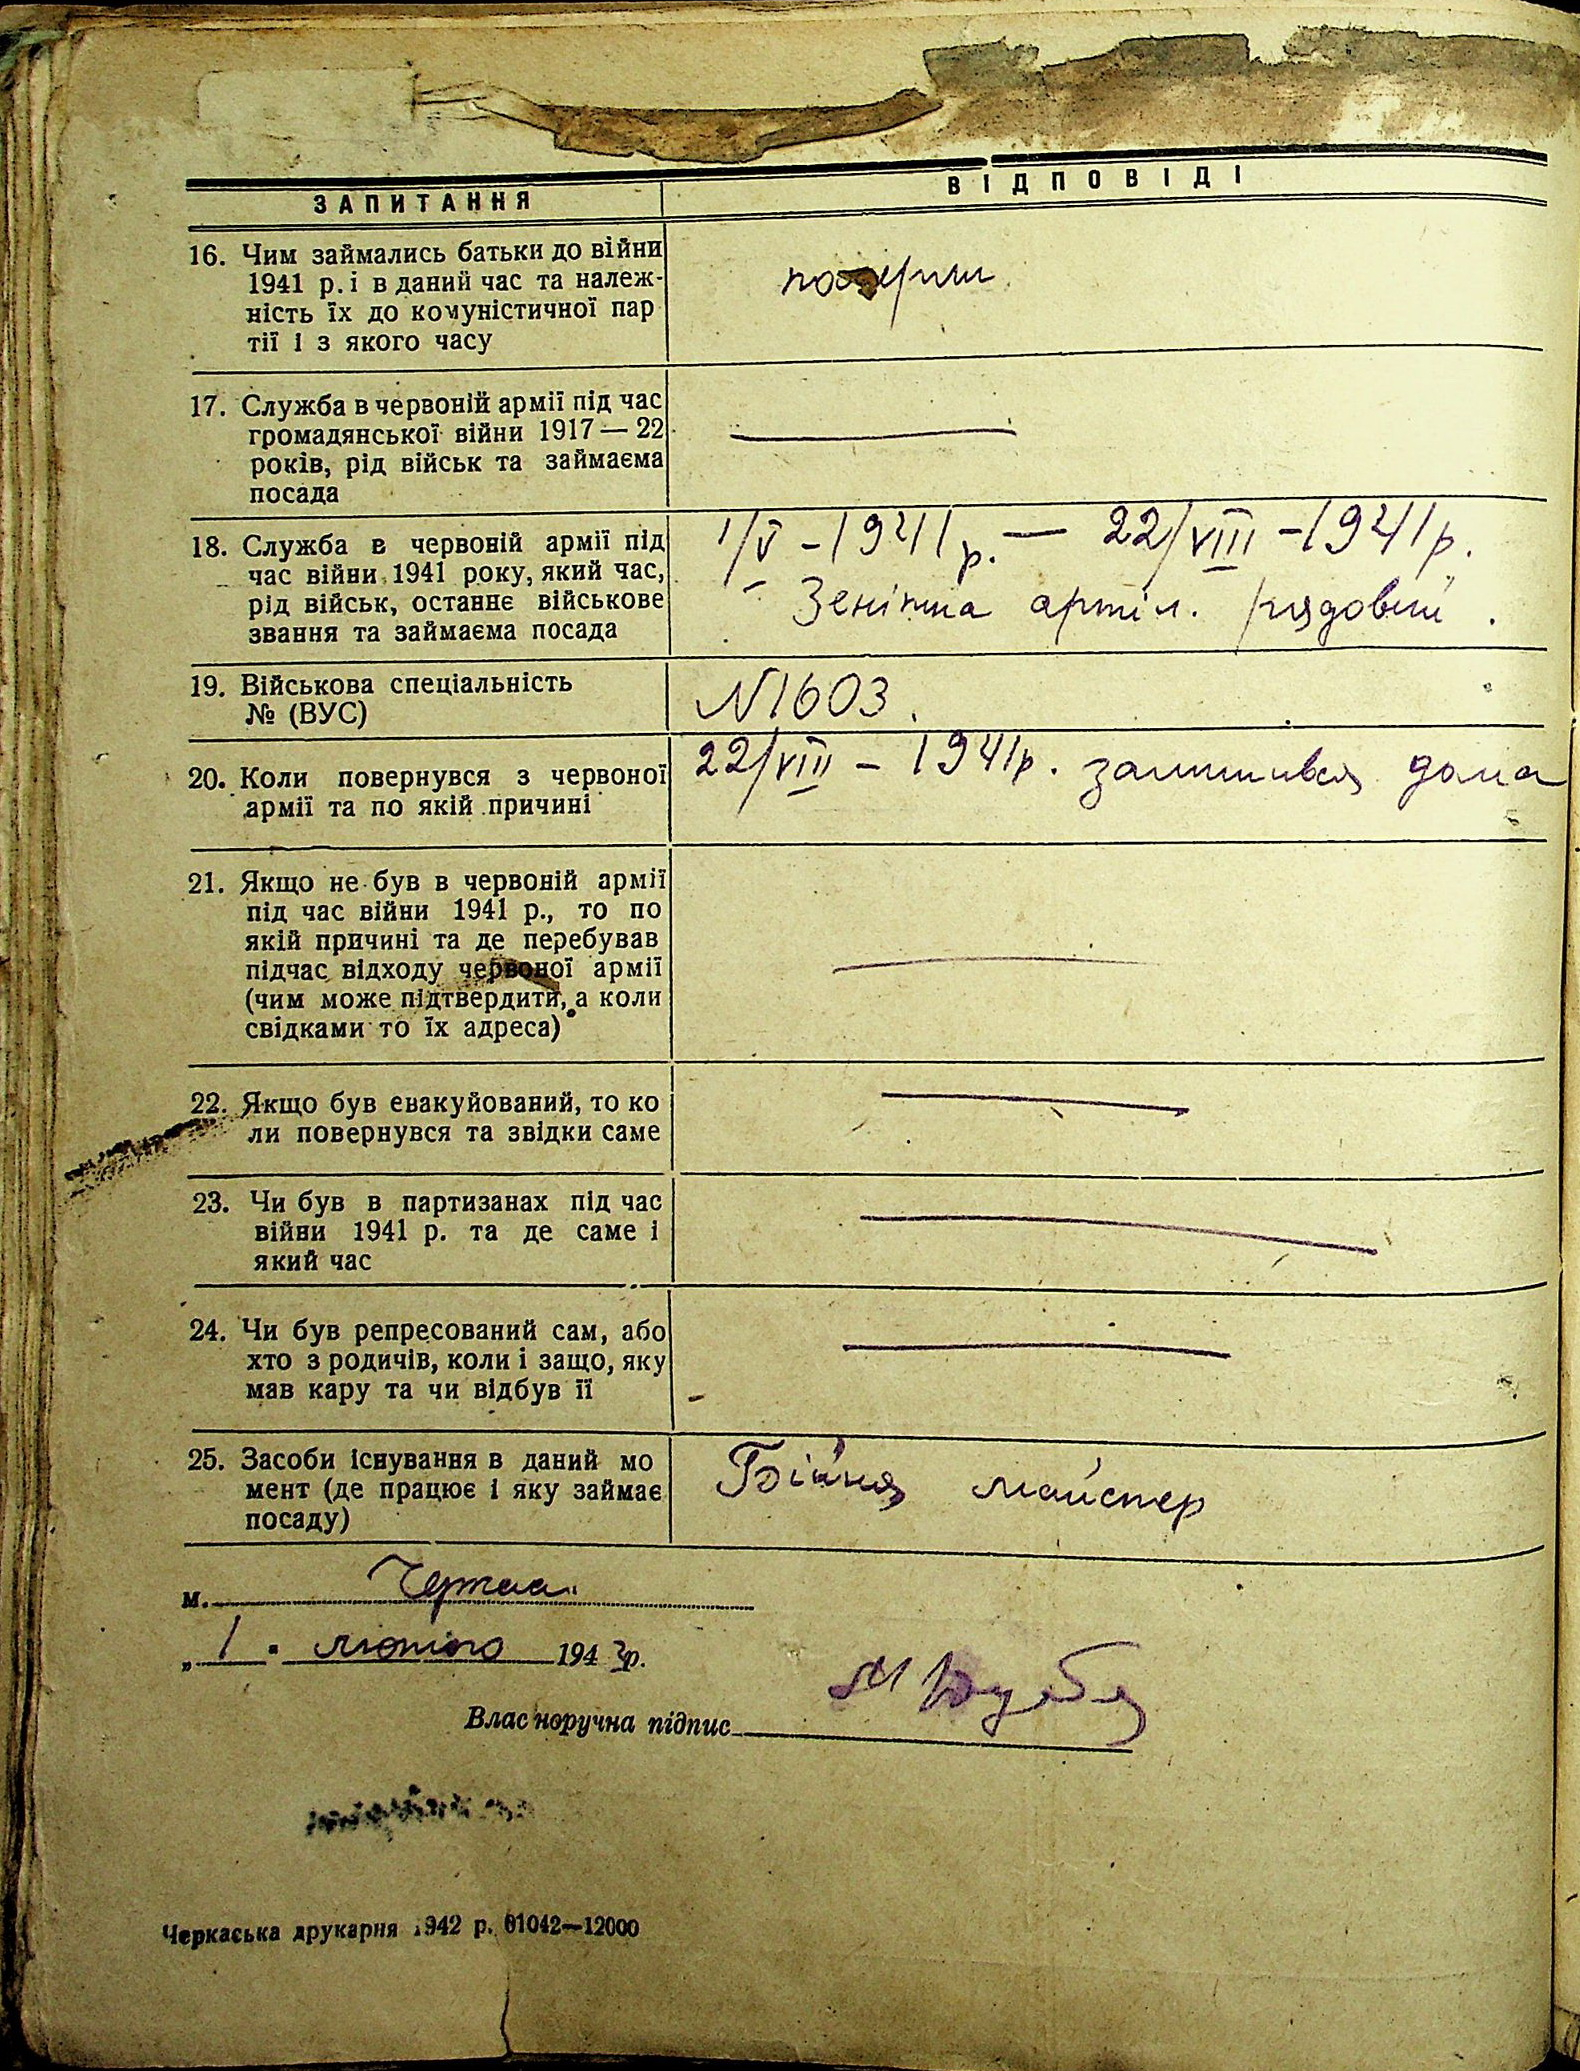 ЗАПИТАННЯ
ВІДПОВІДІ
16. Чим займались батьки до війни
1941 р. і в даний час та належ-
ність їх до комуністичної пар
тії і з якого часу
померли
17. Служба в червоній армії під час
громадянської війни 1917 — 22
років, рід військ та займаєма
посада
18. Служба в червоній армії під
час війни 1941 року, який час,
рід військ, останнє військове
звання та займаєма посада
1/V - 1941 р. — 22/VIII - 1941 р.
Зенітна артіл. рядовий.
19. Військова спеціальність
№ (ВУС)
N1603.
20. Коли повернувся з червоної
армії та по якій причині
22/VIII - 1941 р. залишився дома
21. Якщо не був в червоній армії
під час війни 1941 р., то по
якій причині та де перебував
підчас відходу червоної армії
(чим може підтвердити, а коли
свідками то їх адреса)
22. Якщо був евакуйований, то ко
ли повернувся та звідки саме
23. Чи був в партизанах під час
війни 1941 р. та де саме і
який час
24. Чи був репресований сам, або
хто з родичів, коли і защо, яку
мав кару та чи відбув її
25. Засоби існування в даний мо
мент (де працює і яку займає
посаду)
Бійня майстер
м. Черкаси
„ 1 " лютого 1943 р.
Власноручна підпис
Черкаська друкарня 1942 р. 01042—12000